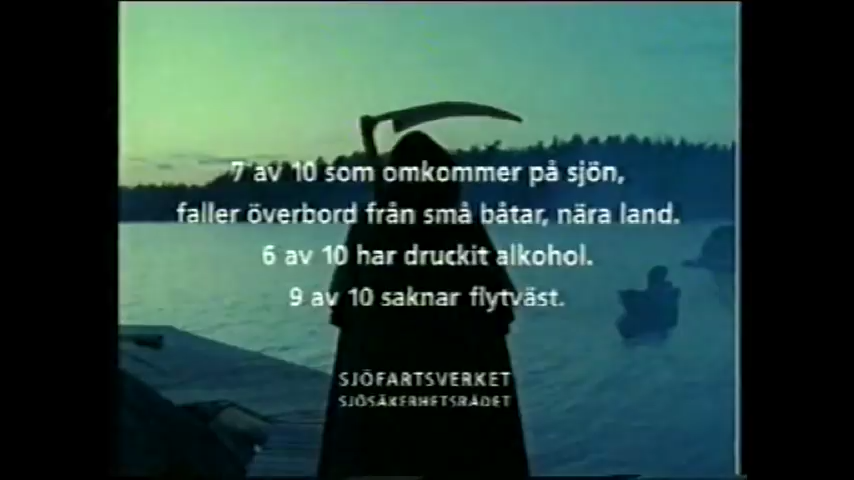 7 av 10 som omkommer på sjön,
faller överbord från små båtar, nära land.
6 av 10 har druckit alkohol.
9 av 10 saknar flytväst.
SJÖFARTSVERKET
SJÖSÄKERHETSRÅDET